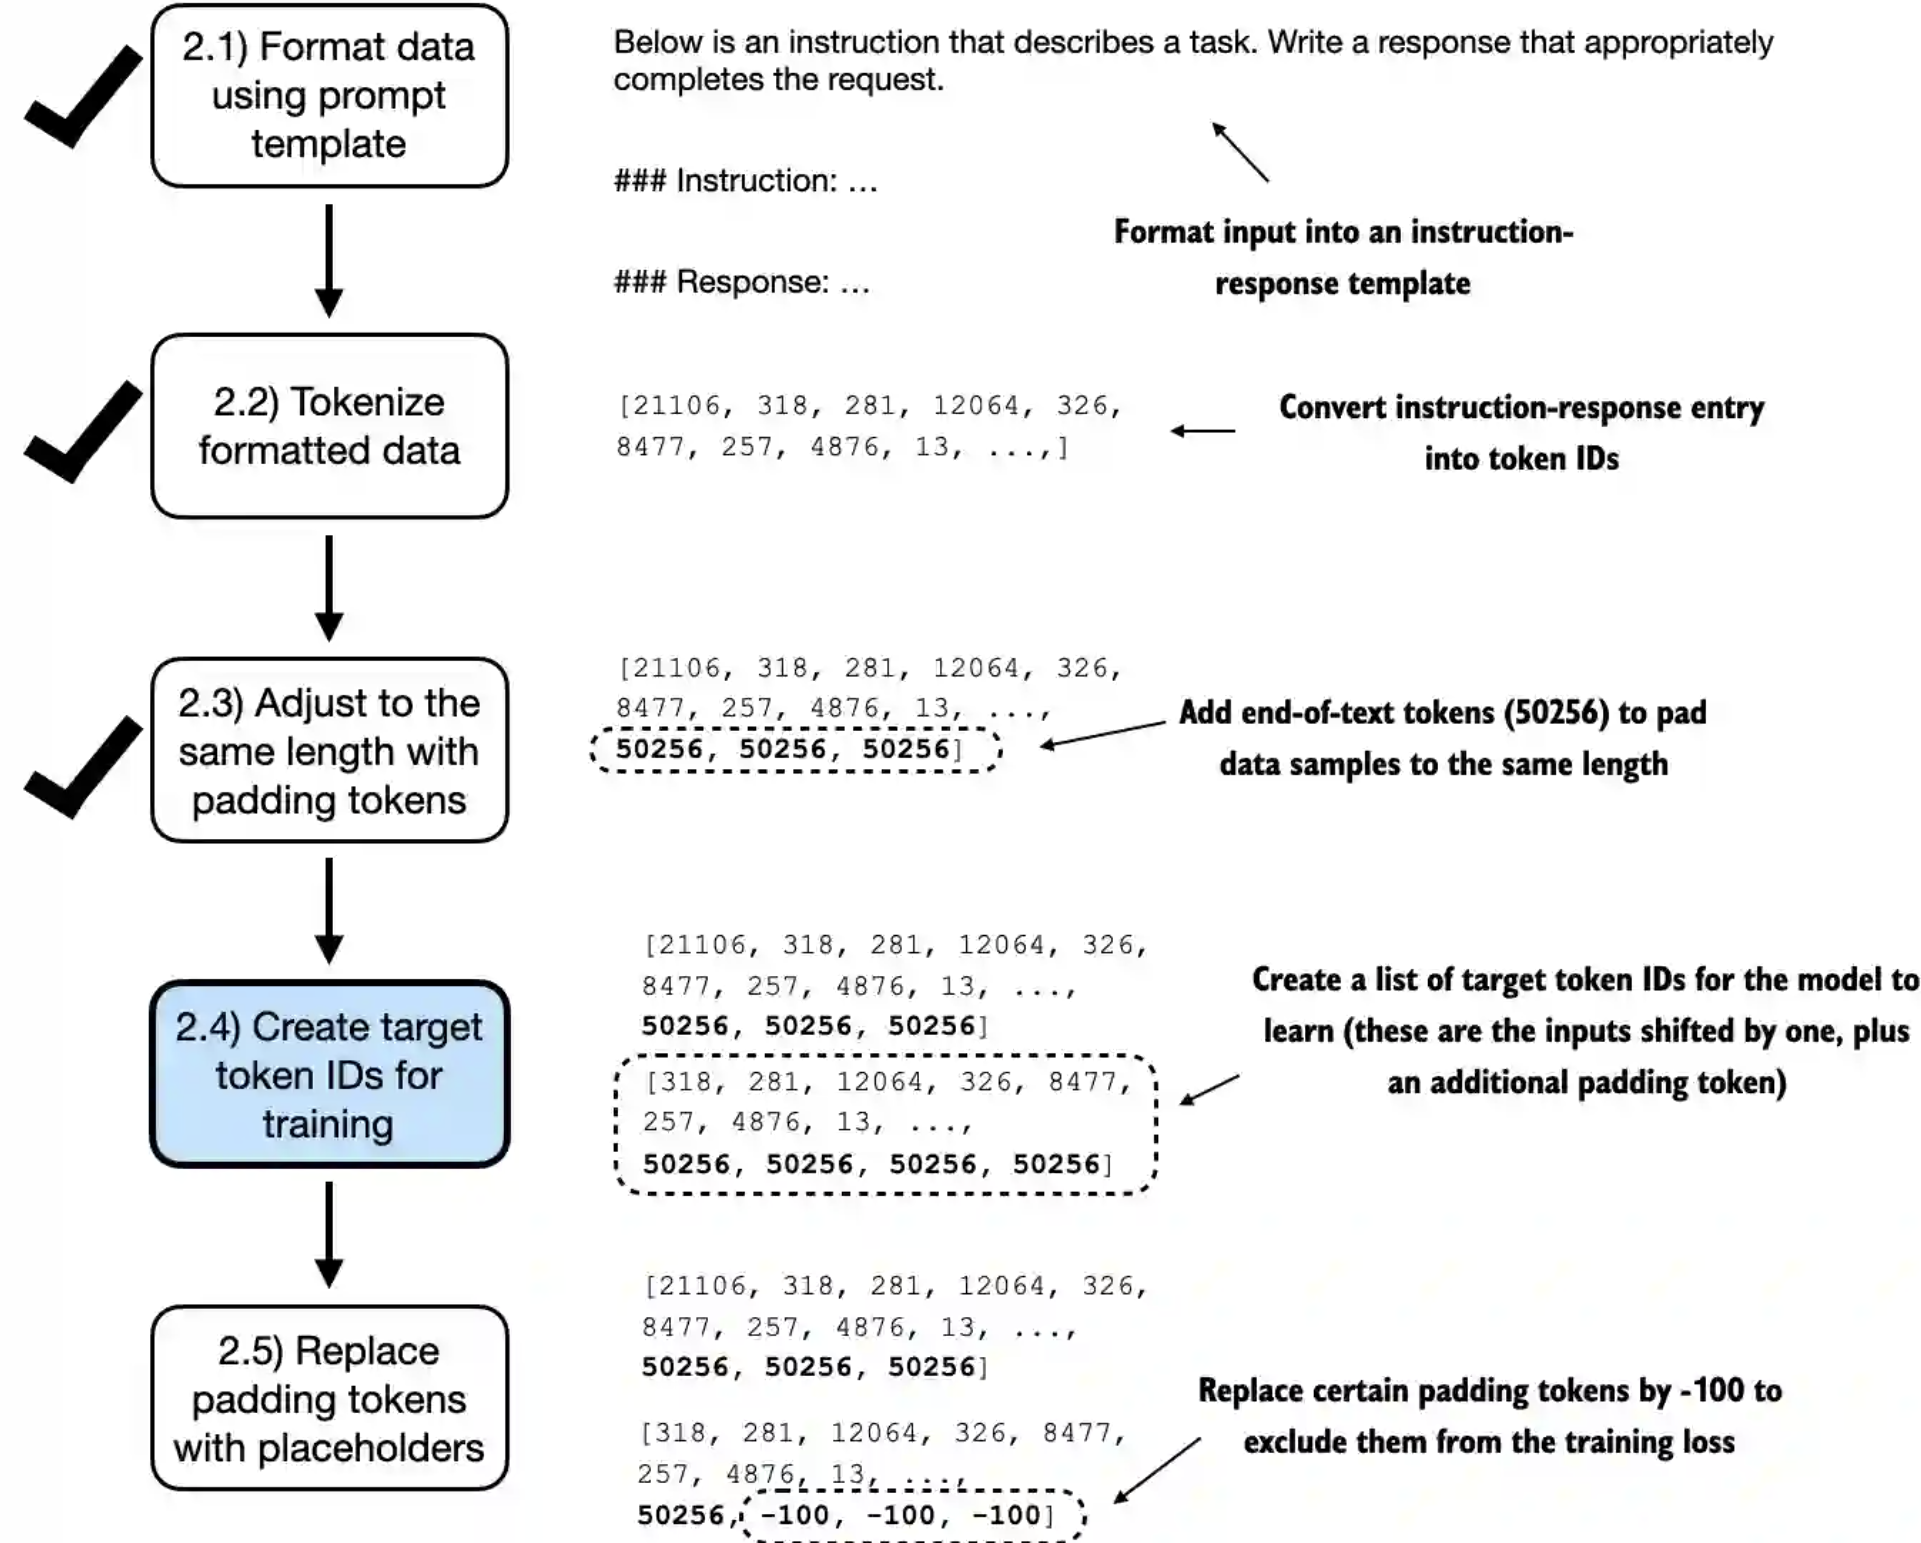 2.1) Format data
using prompt
template
Below is an instruction that describes a task. Write a response that appropriately
completes the request.
### Instruction: …
### Response: …
Format input into an instruction-
response template
2.2) Tokenize
formatted data
[21106, 318, 281, 12064, 326,
8477, 257, 4876, 13, ...,]
Convert instruction-response entry
into token IDs
2.3) Adjust to the
same length with
padding tokens
[21106, 318, 281, 12064, 326,
8477, 257, 4876, 13, ...,
50256, 50256, 50256]
Add end-of-text tokens (50256) to pad
data samples to the same length
2.4) Create target
token IDs for
training
[21106, 318, 281, 12064, 326,
8477, 257, 4876, 13, ...,
50256, 50256, 50256]
[318, 281, 12064, 326, 8477,
257, 4876, 13, ...,
50256, 50256, 50256, 50256]
Create a list of target token IDs for the model to
learn (these are the inputs shifted by one, plus
an additional padding token)
2.5) Replace
padding tokens
with placeholders
[21106, 318, 281, 12064, 326,
8477, 257, 4876, 13, ...,
50256, 50256, 50256]
[318, 281, 12064, 326, 8477,
257, 4876, 13, ...,
50256, -100, -100, -100]
Replace certain padding tokens by -100 to
exclude them from the training loss